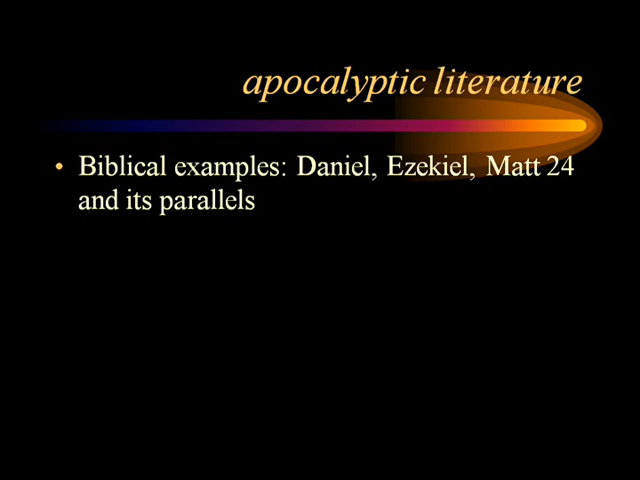 apocalyptic literature
• Biblical examples: Daniel, Ezekiel, Matt 24
and its parallels